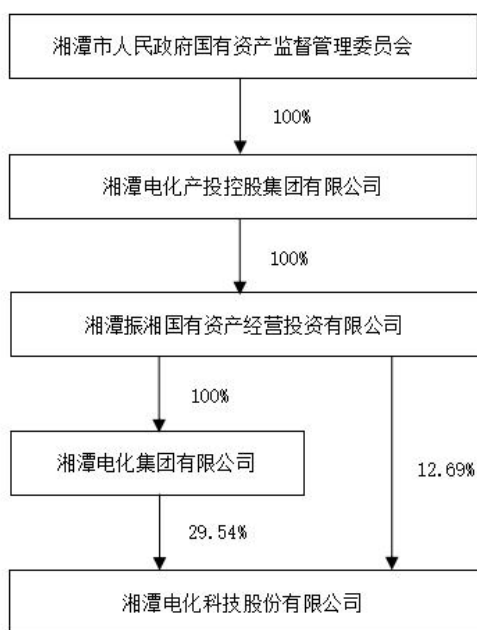 湘潭市人民政府国有资产监督管理委员会
100%
湘潭电化产投控股集团有限公司
100%
湘潭振湘国有资产经营投资有限公司
100%
湘潭电化集团有限公司
12.69%
29.54%
湘潭电化科技股份有限公司